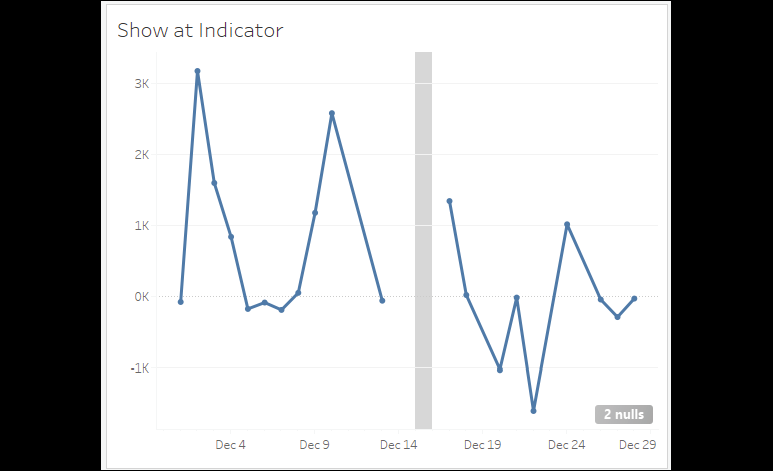 Show at Indicator
3K
2K
1K
0K
-1K
2 nulls
Dec 4 Dec 9 Dec 14 Dec 19 Dec 24 Dec 29